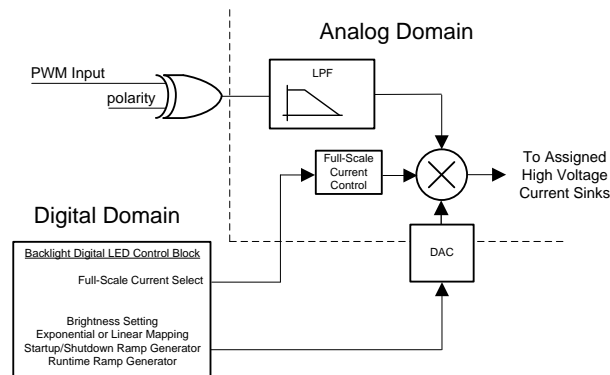 Analog Domain
PWM Input
polarity
LPF
Full-Scale
Current
Control
To Assigned
High Voltage
Current Sinks
Digital Domain
Backlight Digital LED Control Block
Full-Scale Current Select
DAC
Brightness Setting
Exponential or Linear Mapping
Startup/Shutdown Ramp Generator
Runtime Ramp Generator